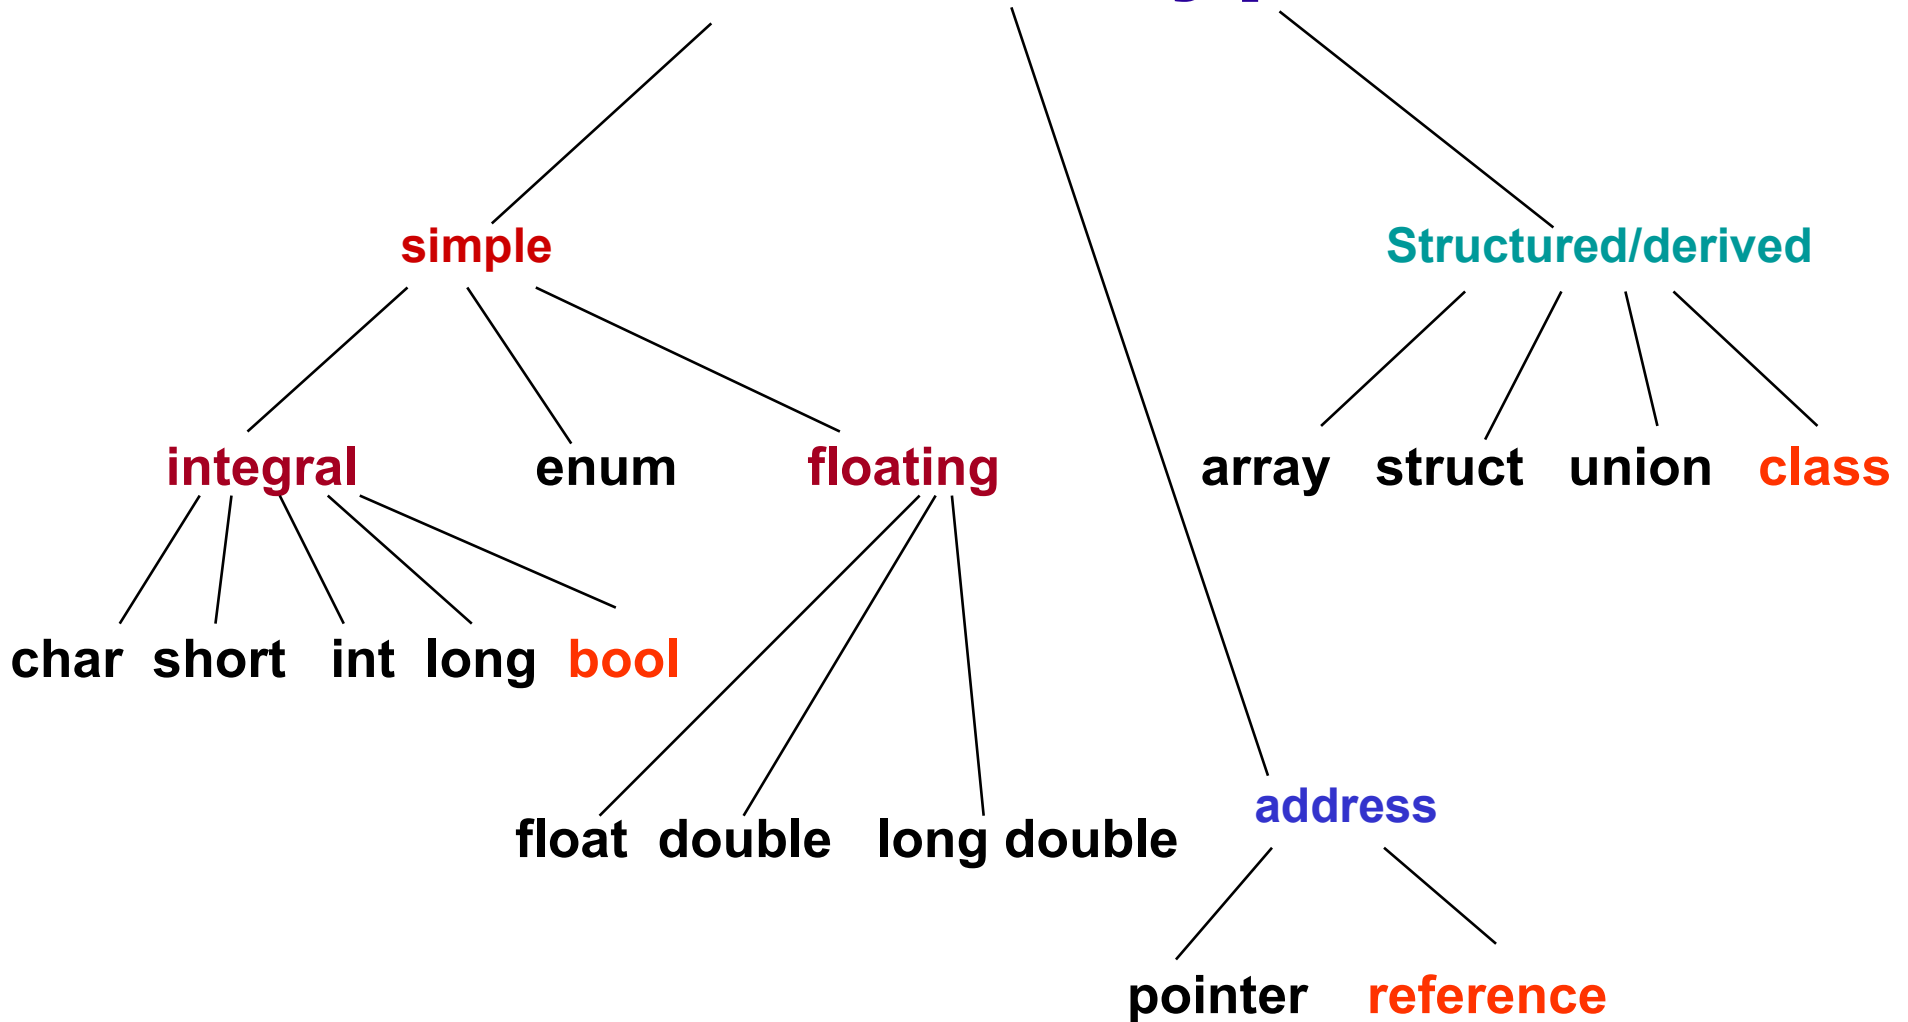 simple
Structured/derived
integral enum floating
array struct union class
char short int long bool
address
float double long double
pointer reference